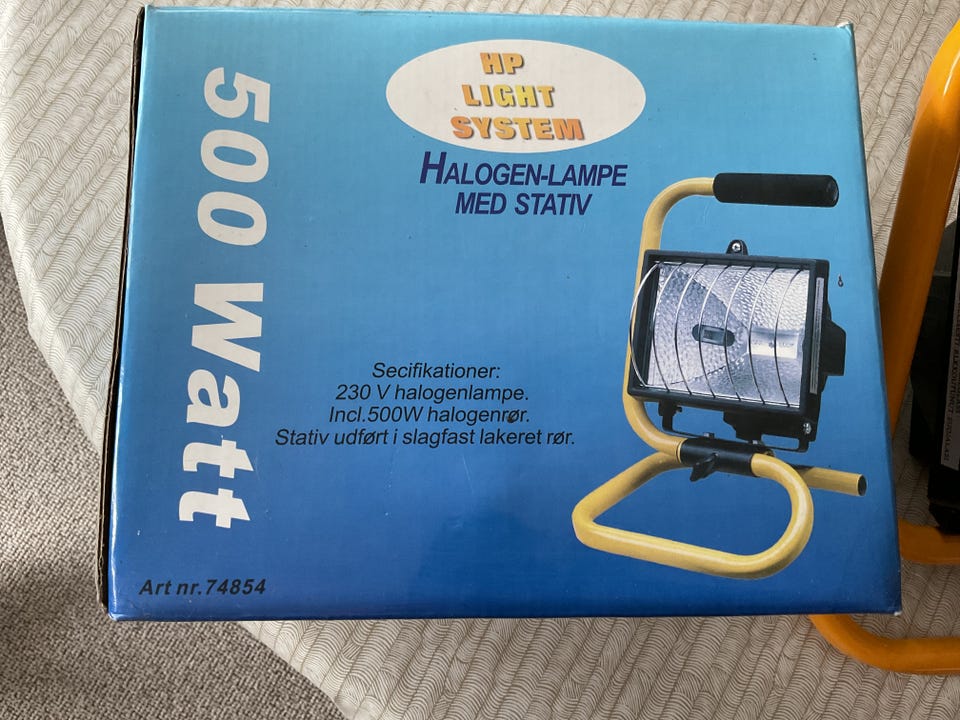 500 Watt
HP
LIGHT
SYSTEM
HALOGEN-LAMPE
MED STATIV
Secifikationer:
230 V halogenlampe.
Incl.500W halogenrør.
Stativ udført i slagfast lakeret rør.
Art nr.74854